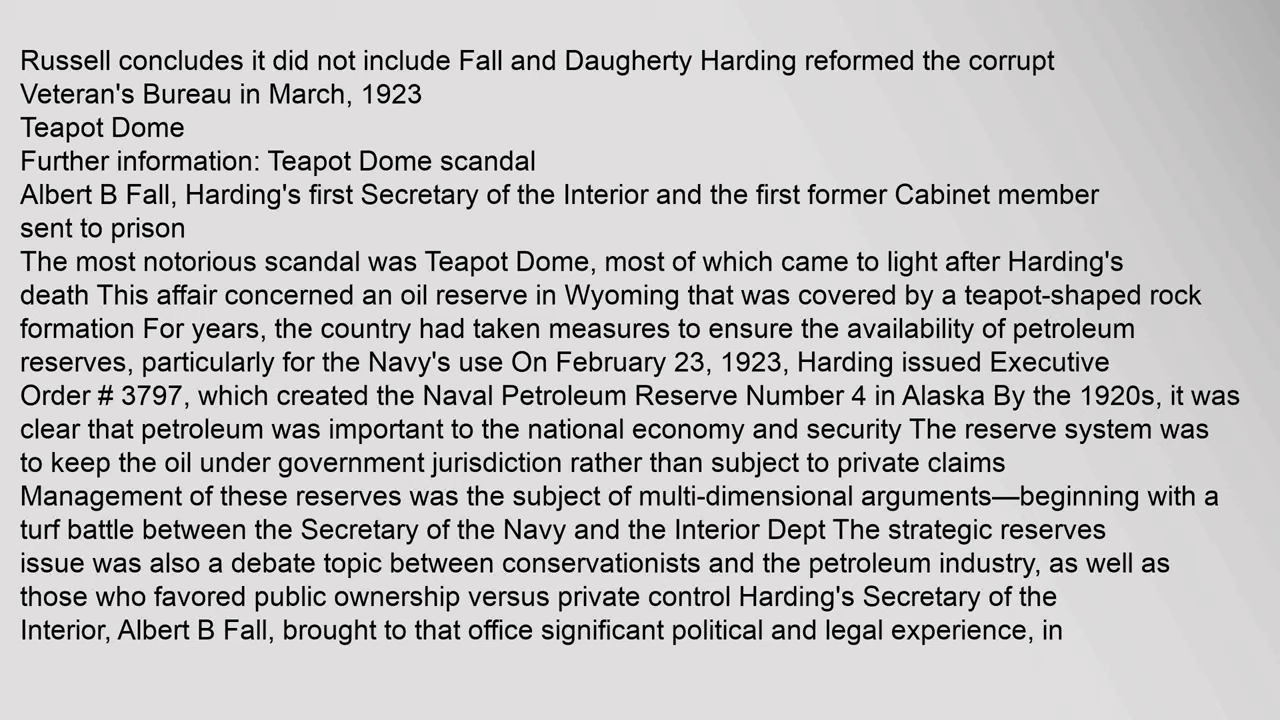 Russell concludes it did not include Fall and Daugherty Harding reformed the corrupt
Veteran's Bureau in March, 1923
Teapot Dome
Further information: Teapot Dome scandal
Albert B Fall, Harding's first Secretary of the Interior and the first former Cabinet member
sent to prison
The most notorious scandal was Teapot Dome, most of which came to light after Harding's
death This affair concerned an oil reserve in Wyoming that was covered by a teapot-shaped rock
formation For years, the country had taken measures to ensure the availability of petroleum
reserves, particularly for the Navy's use On February 23, 1923, Harding issued Executive
Order # 3797, which created the Naval Petroleum Reserve Number 4 in Alaska By the 1920s, it was
clear that petroleum was important to the national economy and security The reserve system was
to keep the oil under government jurisdiction rather than subject to private claims
Management of these reserves was the subject of multi-dimensional arguments—beginning with a
turf battle between the Secretary of the Navy and the Interior Dept The strategic reserves
issue was also a debate topic between conservationists and the petroleum industry, as well as
those who favored public ownership versus private control Harding's Secretary of the
Interior, Albert B Fall, brought to that office significant political and legal experience, in